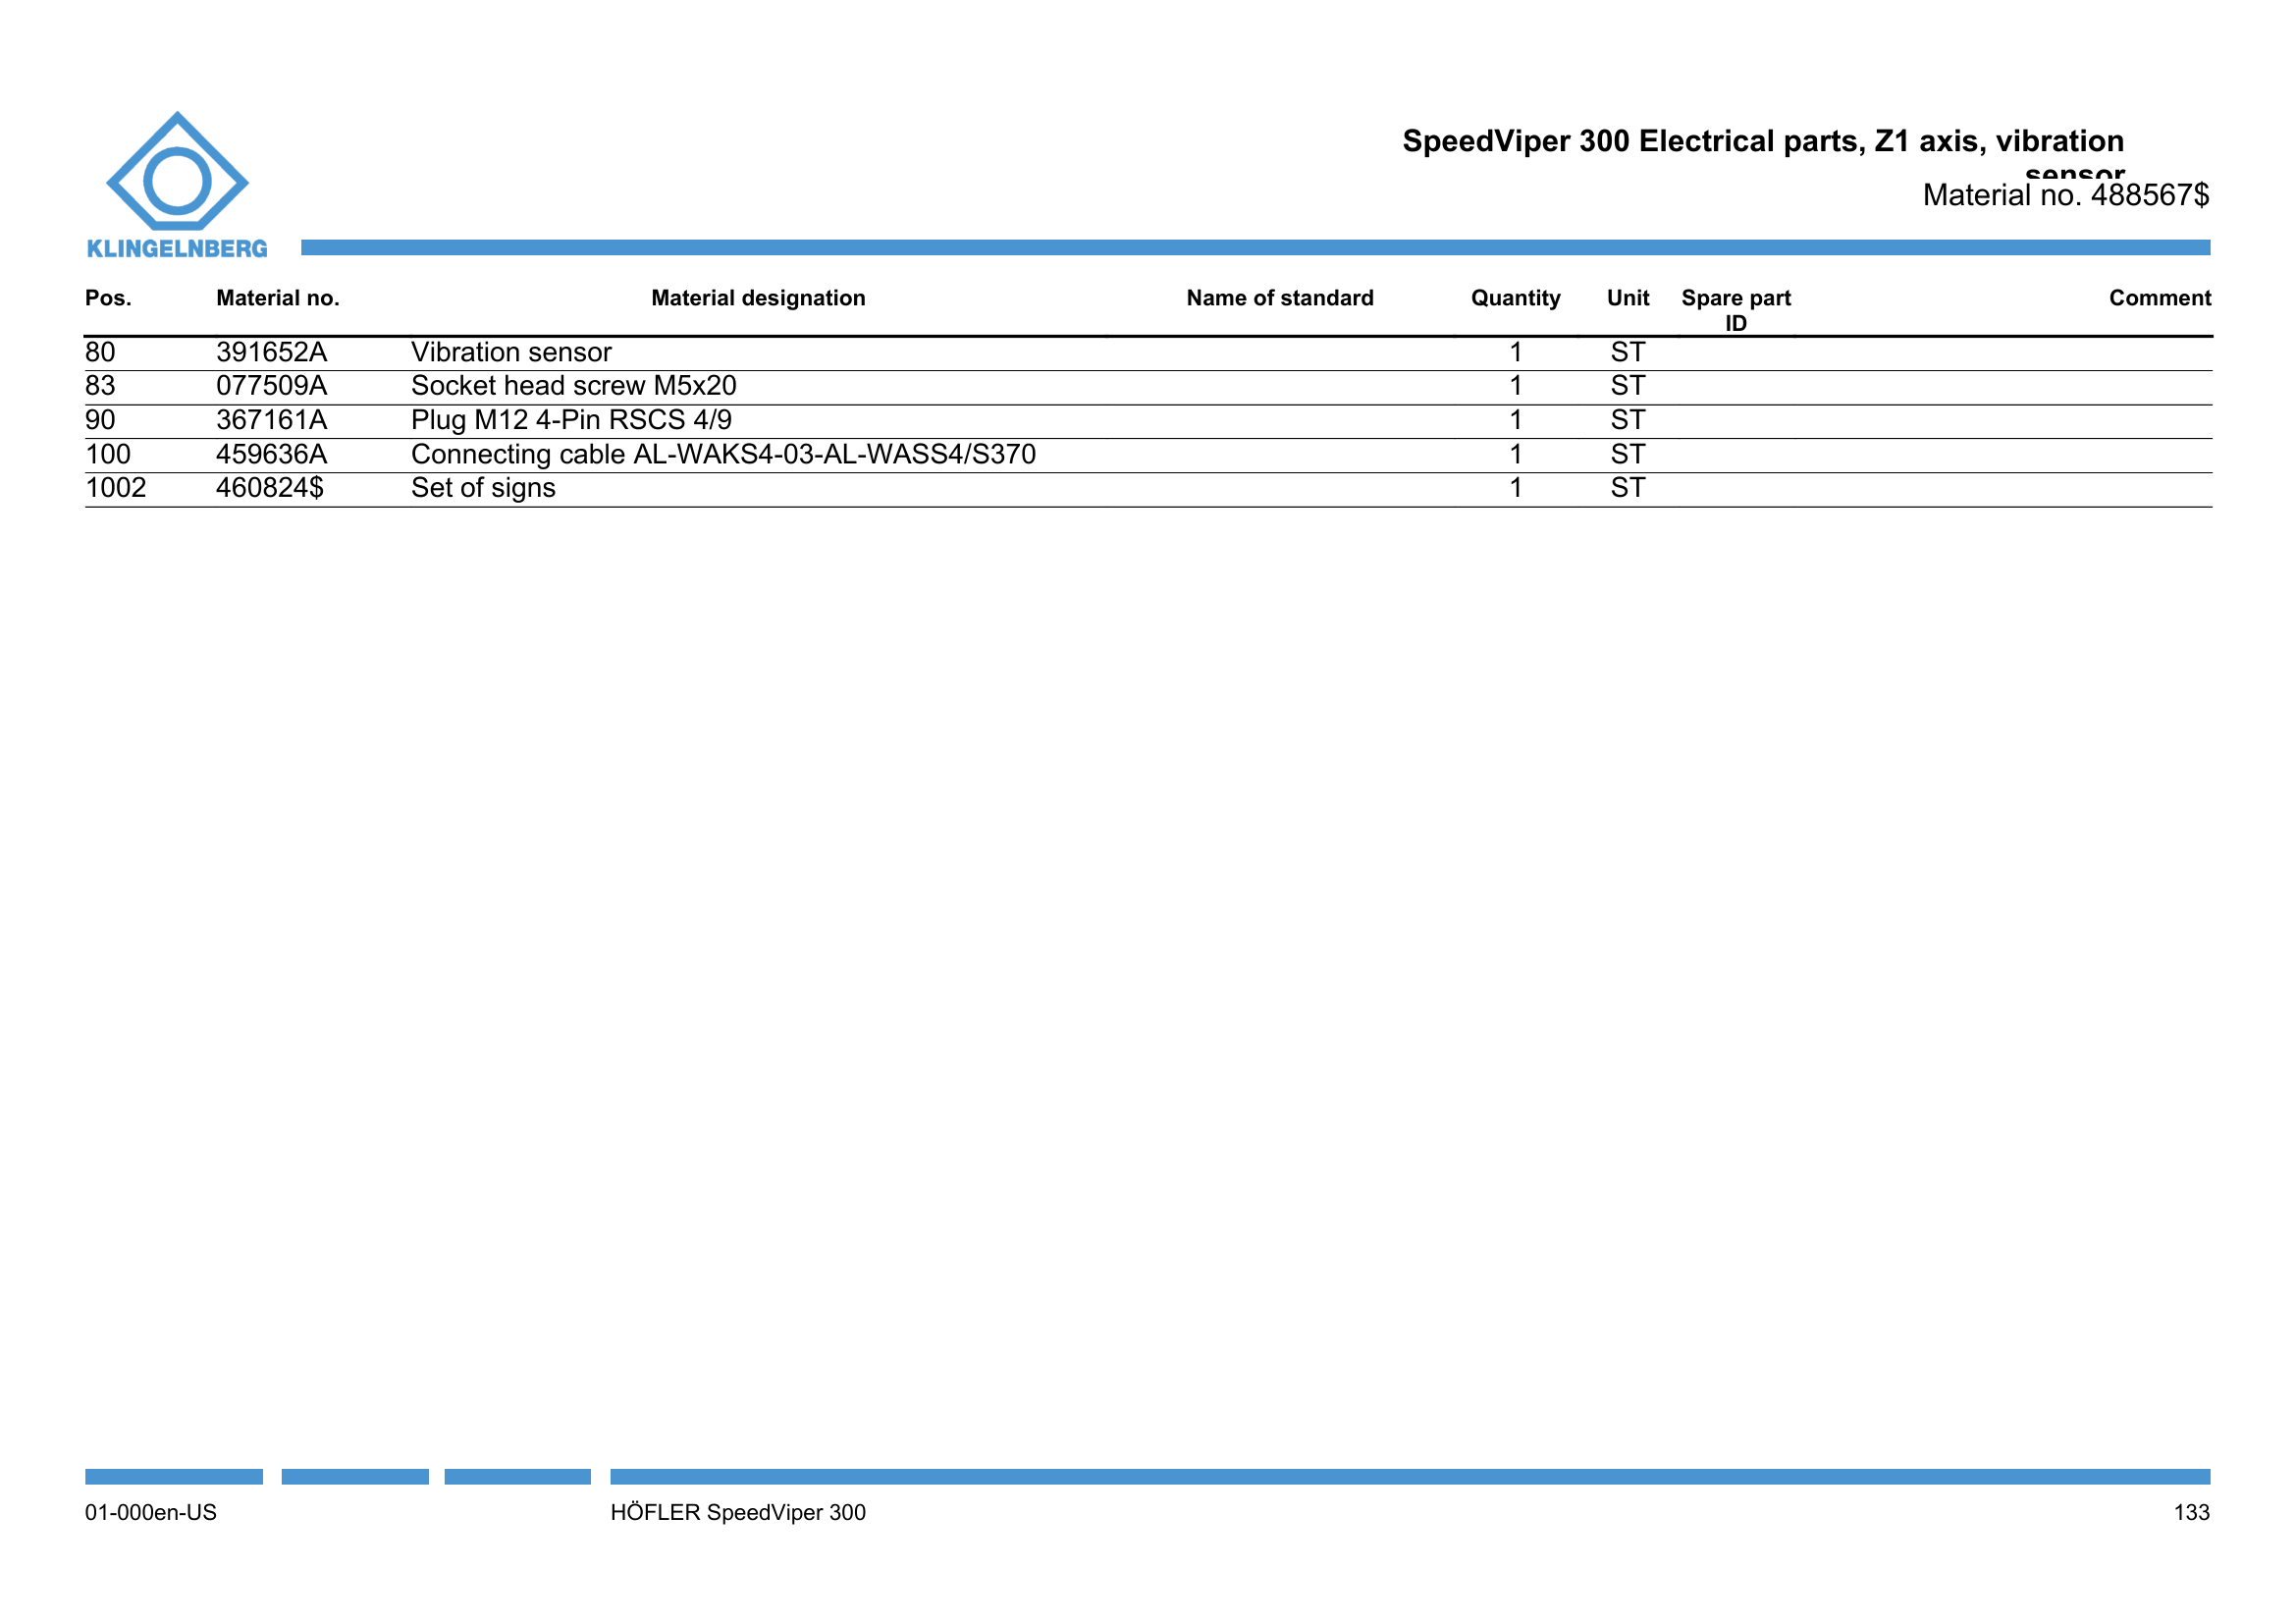 SpeedViper 300 Electrical parts, Z1 axis, vibration
sensor
Material no. 488567$
KLINGELNBERG
Pos. Material no. Material designation Name of standard Quantity Unit Spare part ID Comment
80 391652A Vibration sensor 1 ST
83 077509A Socket head screw M5x20 1 ST
90 367161A Plug M12 4-Pin RSCS 4/9 1 ST
100 459636A Connecting cable AL-WAKS4-03-AL-WASS4/S370 1 ST
1002 460824$ Set of signs 1 ST
01-000en-US HÖFLER SpeedViper 300 133